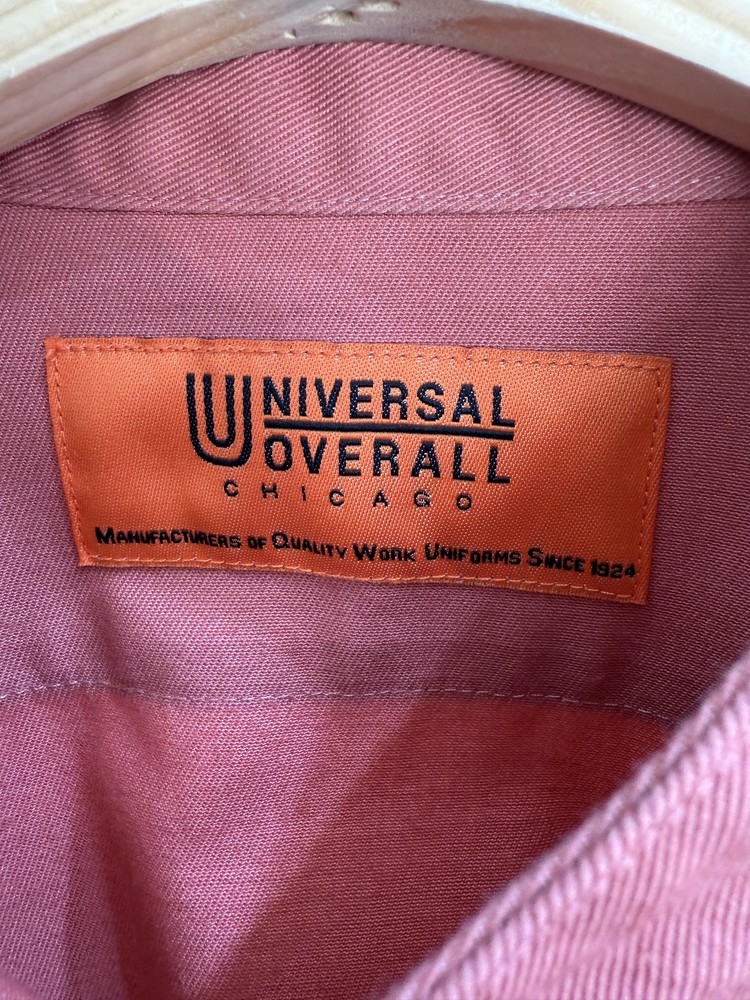 UNIVERSAL
OVERALL
CHICAGO
MANUFACTURERS OF QUALITY WORK UNIFORMS SINCE 1924